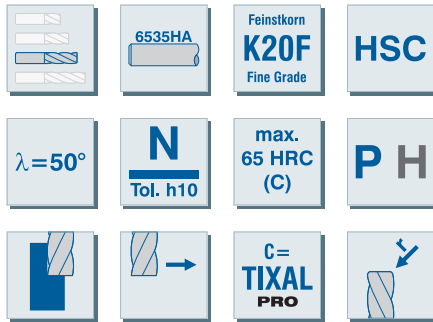 6535HA
Feinstkorn
K20F
Fine Grade
HSC
λ=50°
N
Tol. h10
max.
65 HRC
(C)
P H
C=
TIXAL
PRO
r